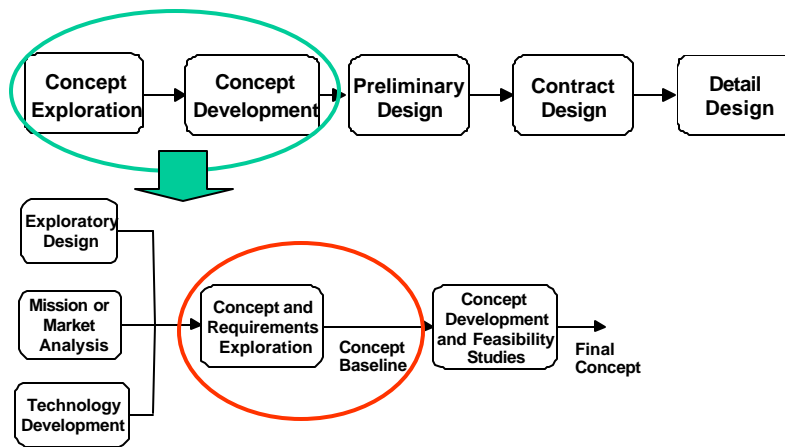 Concept
Exploration
Concept
Development
Preliminary
Design
Contract
Design
Detail
Design
Exploratory
Design
Mission or
Market
Analysis
Technology
Development
Concept and
Requirements
Exploration
Concept
Baseline
Concept
Development
and Feasibility
Studies
Final
Concept